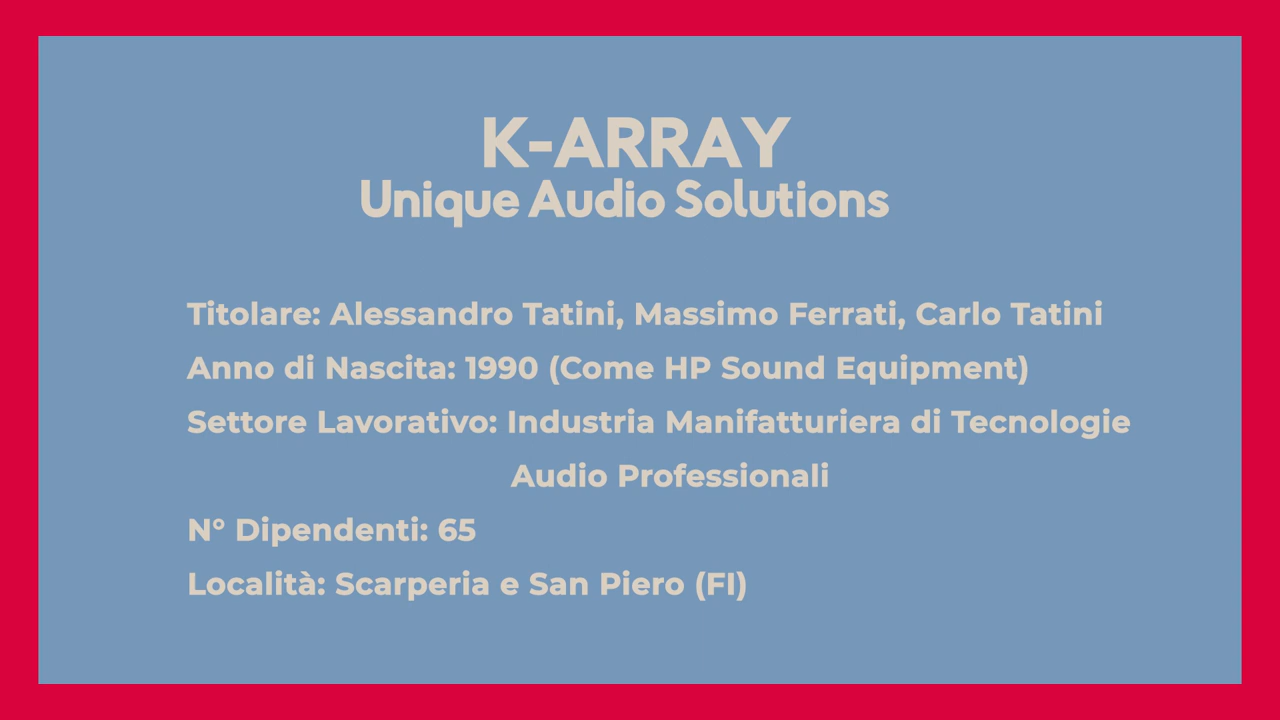 K-ARRAY
Unique Audio Solutions
Titolare: Alessandro Tatini, Massimo Ferrati, Carlo Tatini
Anno di Nascita: 1990 (Come HP Sound Equipment)
Settore Lavorativo: Industria Manifatturiera di Tecnologie
Audio Professionali
N° Dipendenti: 65
Località: Scarperia e San Piero (FI)